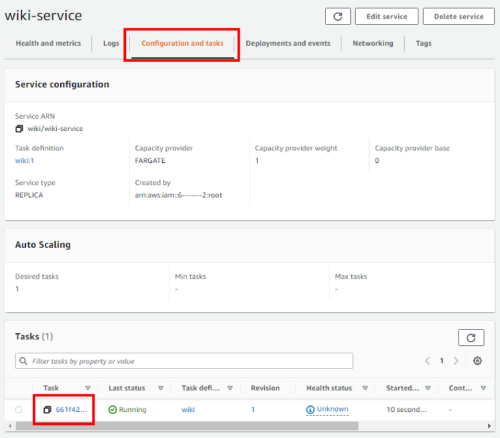 wiki-service
Edit service
Delete service
Health and metrics
Logs
Configuration and tasks
Deployments and events
Networking
Tags
Service configuration
Service ARN
wiki/wiki-service
Task definition
Capacity provider
Capacity provider weight
Capacity provider base
wiki:1
FARGATE
1
0
Service type
Created by
REPLICA
arn:aws:iam::6-------2:root
Auto Scaling
Desired tasks
Min tasks
Max tasks
1
-
-
Tasks (1)
Filter tasks by property or value
1
Task
Last status
Task defi...
Revision
Health status
Started...
Cont...
661f42...
Running
wiki
1
Unknown
10 second...
-